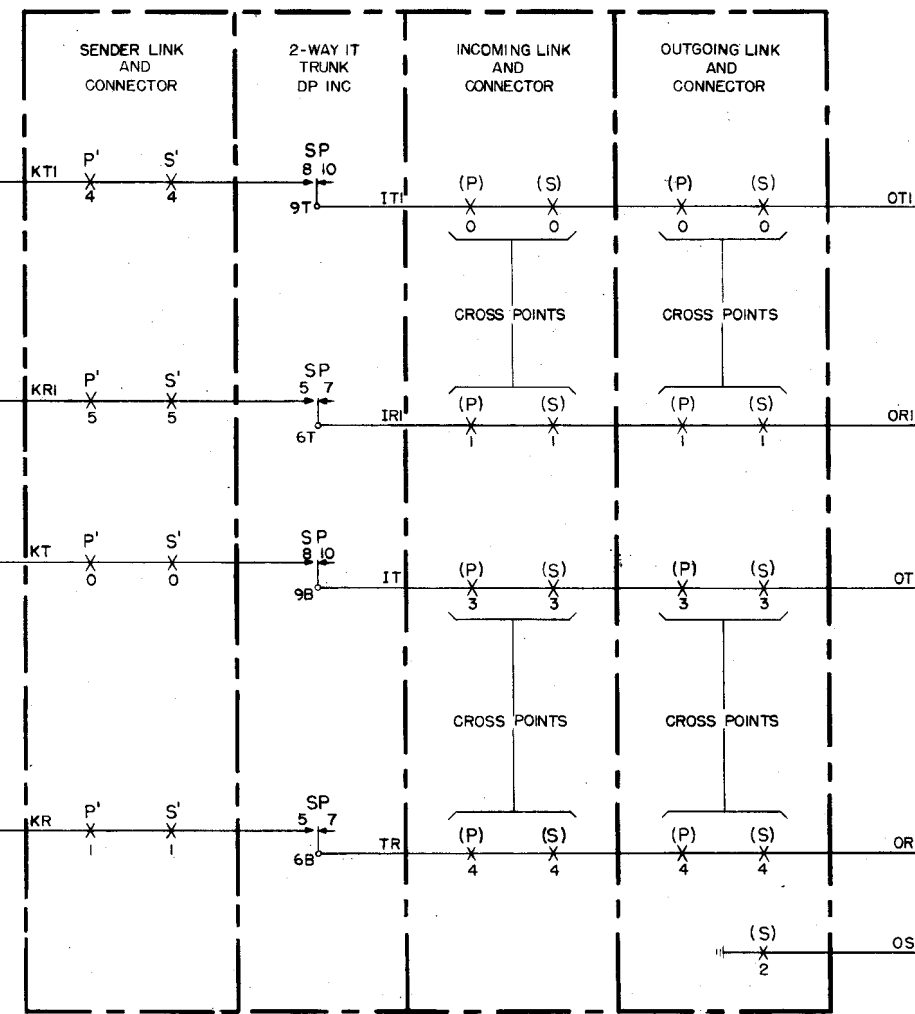 SENDER LINK
AND
CONNECTOR
2-WAY IT
TRUNK
DP INC
INCOMING LINK
AND
CONNECTOR
OUTGOING LINK
AND
CONNECTOR
KT1 P' S' SP
4 4 8 10
9T IT1 (P) (S) (P) (S) OT1
0 0 0 0
CROSS POINTS CROSS POINTS
KR1 P' S' SP
5 5 5 7
6T IR1 (P) (S) (P) (S) OR1
1 1 1 1
KT P' S' SP
0 0 8 10
9B IT (P) (S) (P) (S) OT
3 3 3 3
CROSS POINTS CROSS POINTS
KR P' S' SP
1 1 5 7
6B TR (P) (S) (P) (S) OR
4 4 4 4
(S) OS
2